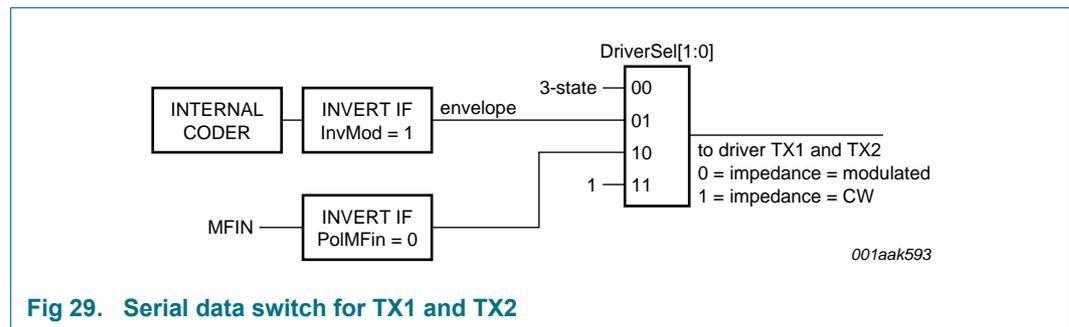 DriverSel[1:0]
3-state
00
INTERNAL
CODER
INVERT IF
InvMod = 1
envelope
01
10
to driver TX1 and TX2
0 = impedance = modulated
1 = impedance = CW
1
11
MFIN
INVERT IF
PolMFin = 0
001aak593
Fig 29. Serial data switch for TX1 and TX2